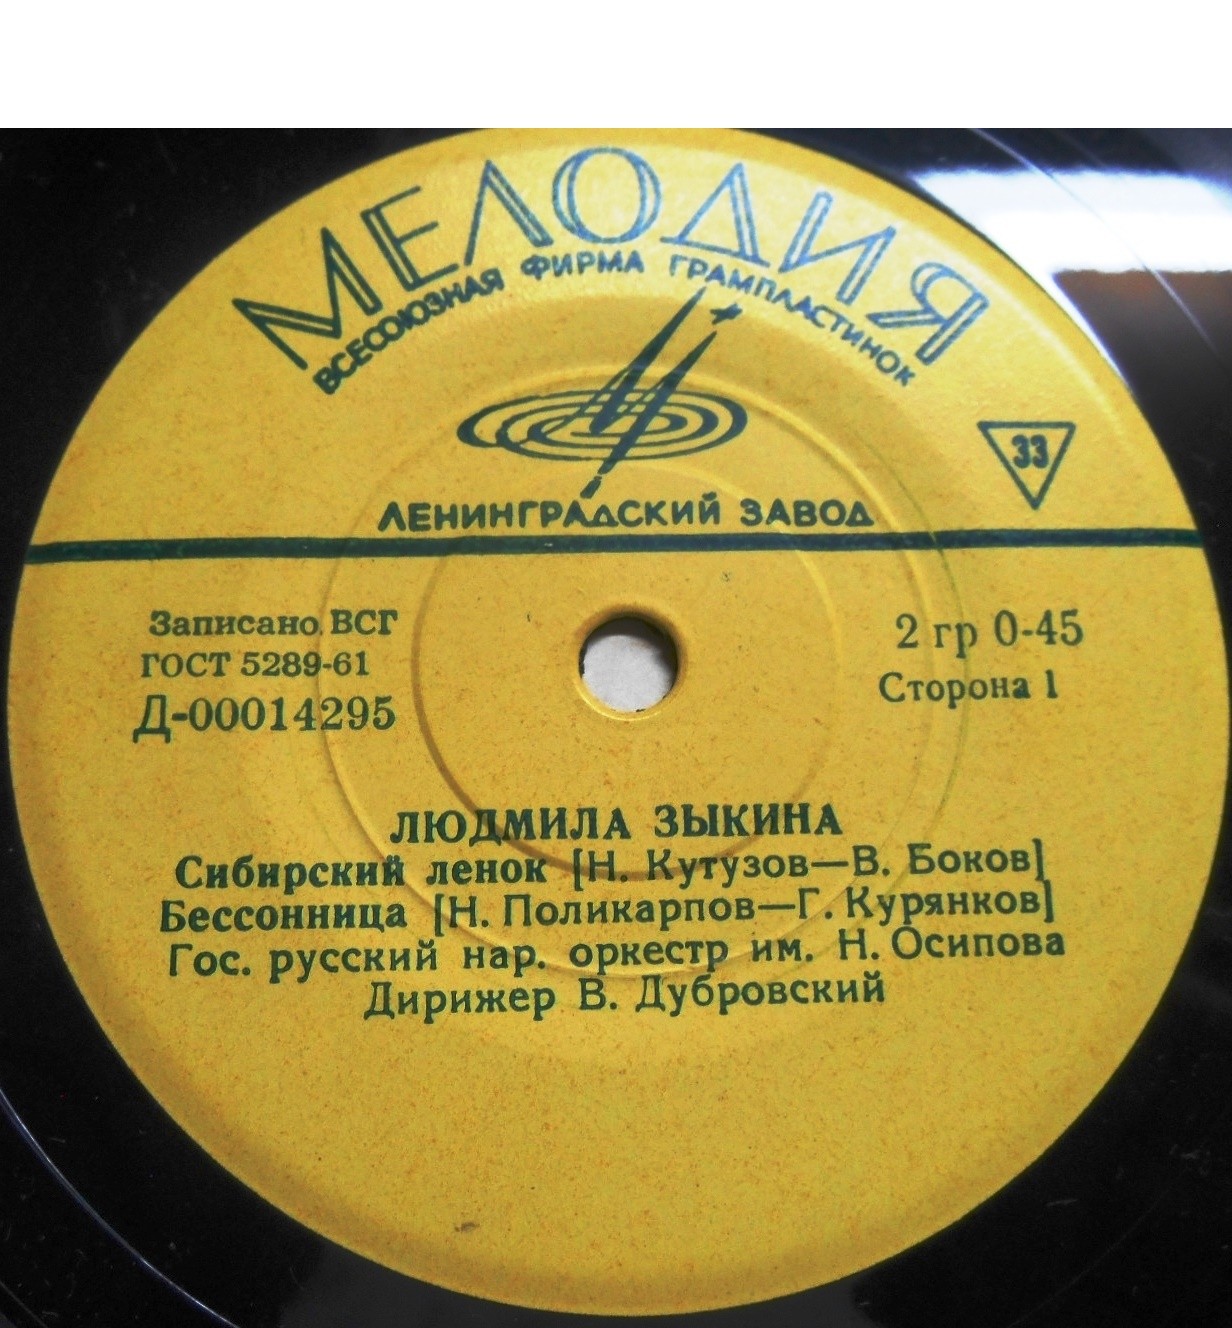 МЕЛОДИЯ
ВСЕСОЮЗНАЯ ФИРМА ГРАМПЛАСТИНОК
33
ЛЕНИНГРАДСКИЙ ЗАВОД
Записано ВСГ
ГОСТ 5289-61
Д-00014295
2 гр 0-45
Сторона 1
ЛЮДМИЛА ЗЫКИНА
Сибирский ленок [Н. Кутузов—В. Боков]
Бессонница [Н. Поликарпов—Г. Курянков]
Гос. русский нар. оркестр им. Н. Осипова
Дирижер В. Дубровский